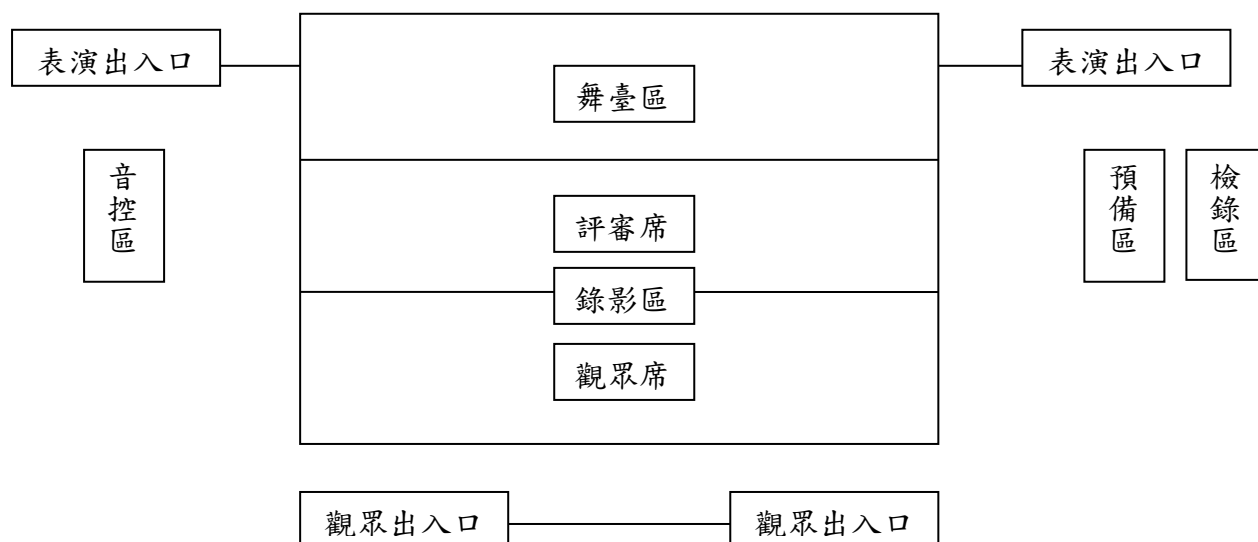 表演出入口
舞臺區
表演出入口
音控區
評審席
預備區
檢錄區
錄影區
觀眾席
觀眾出入口
觀眾出入口